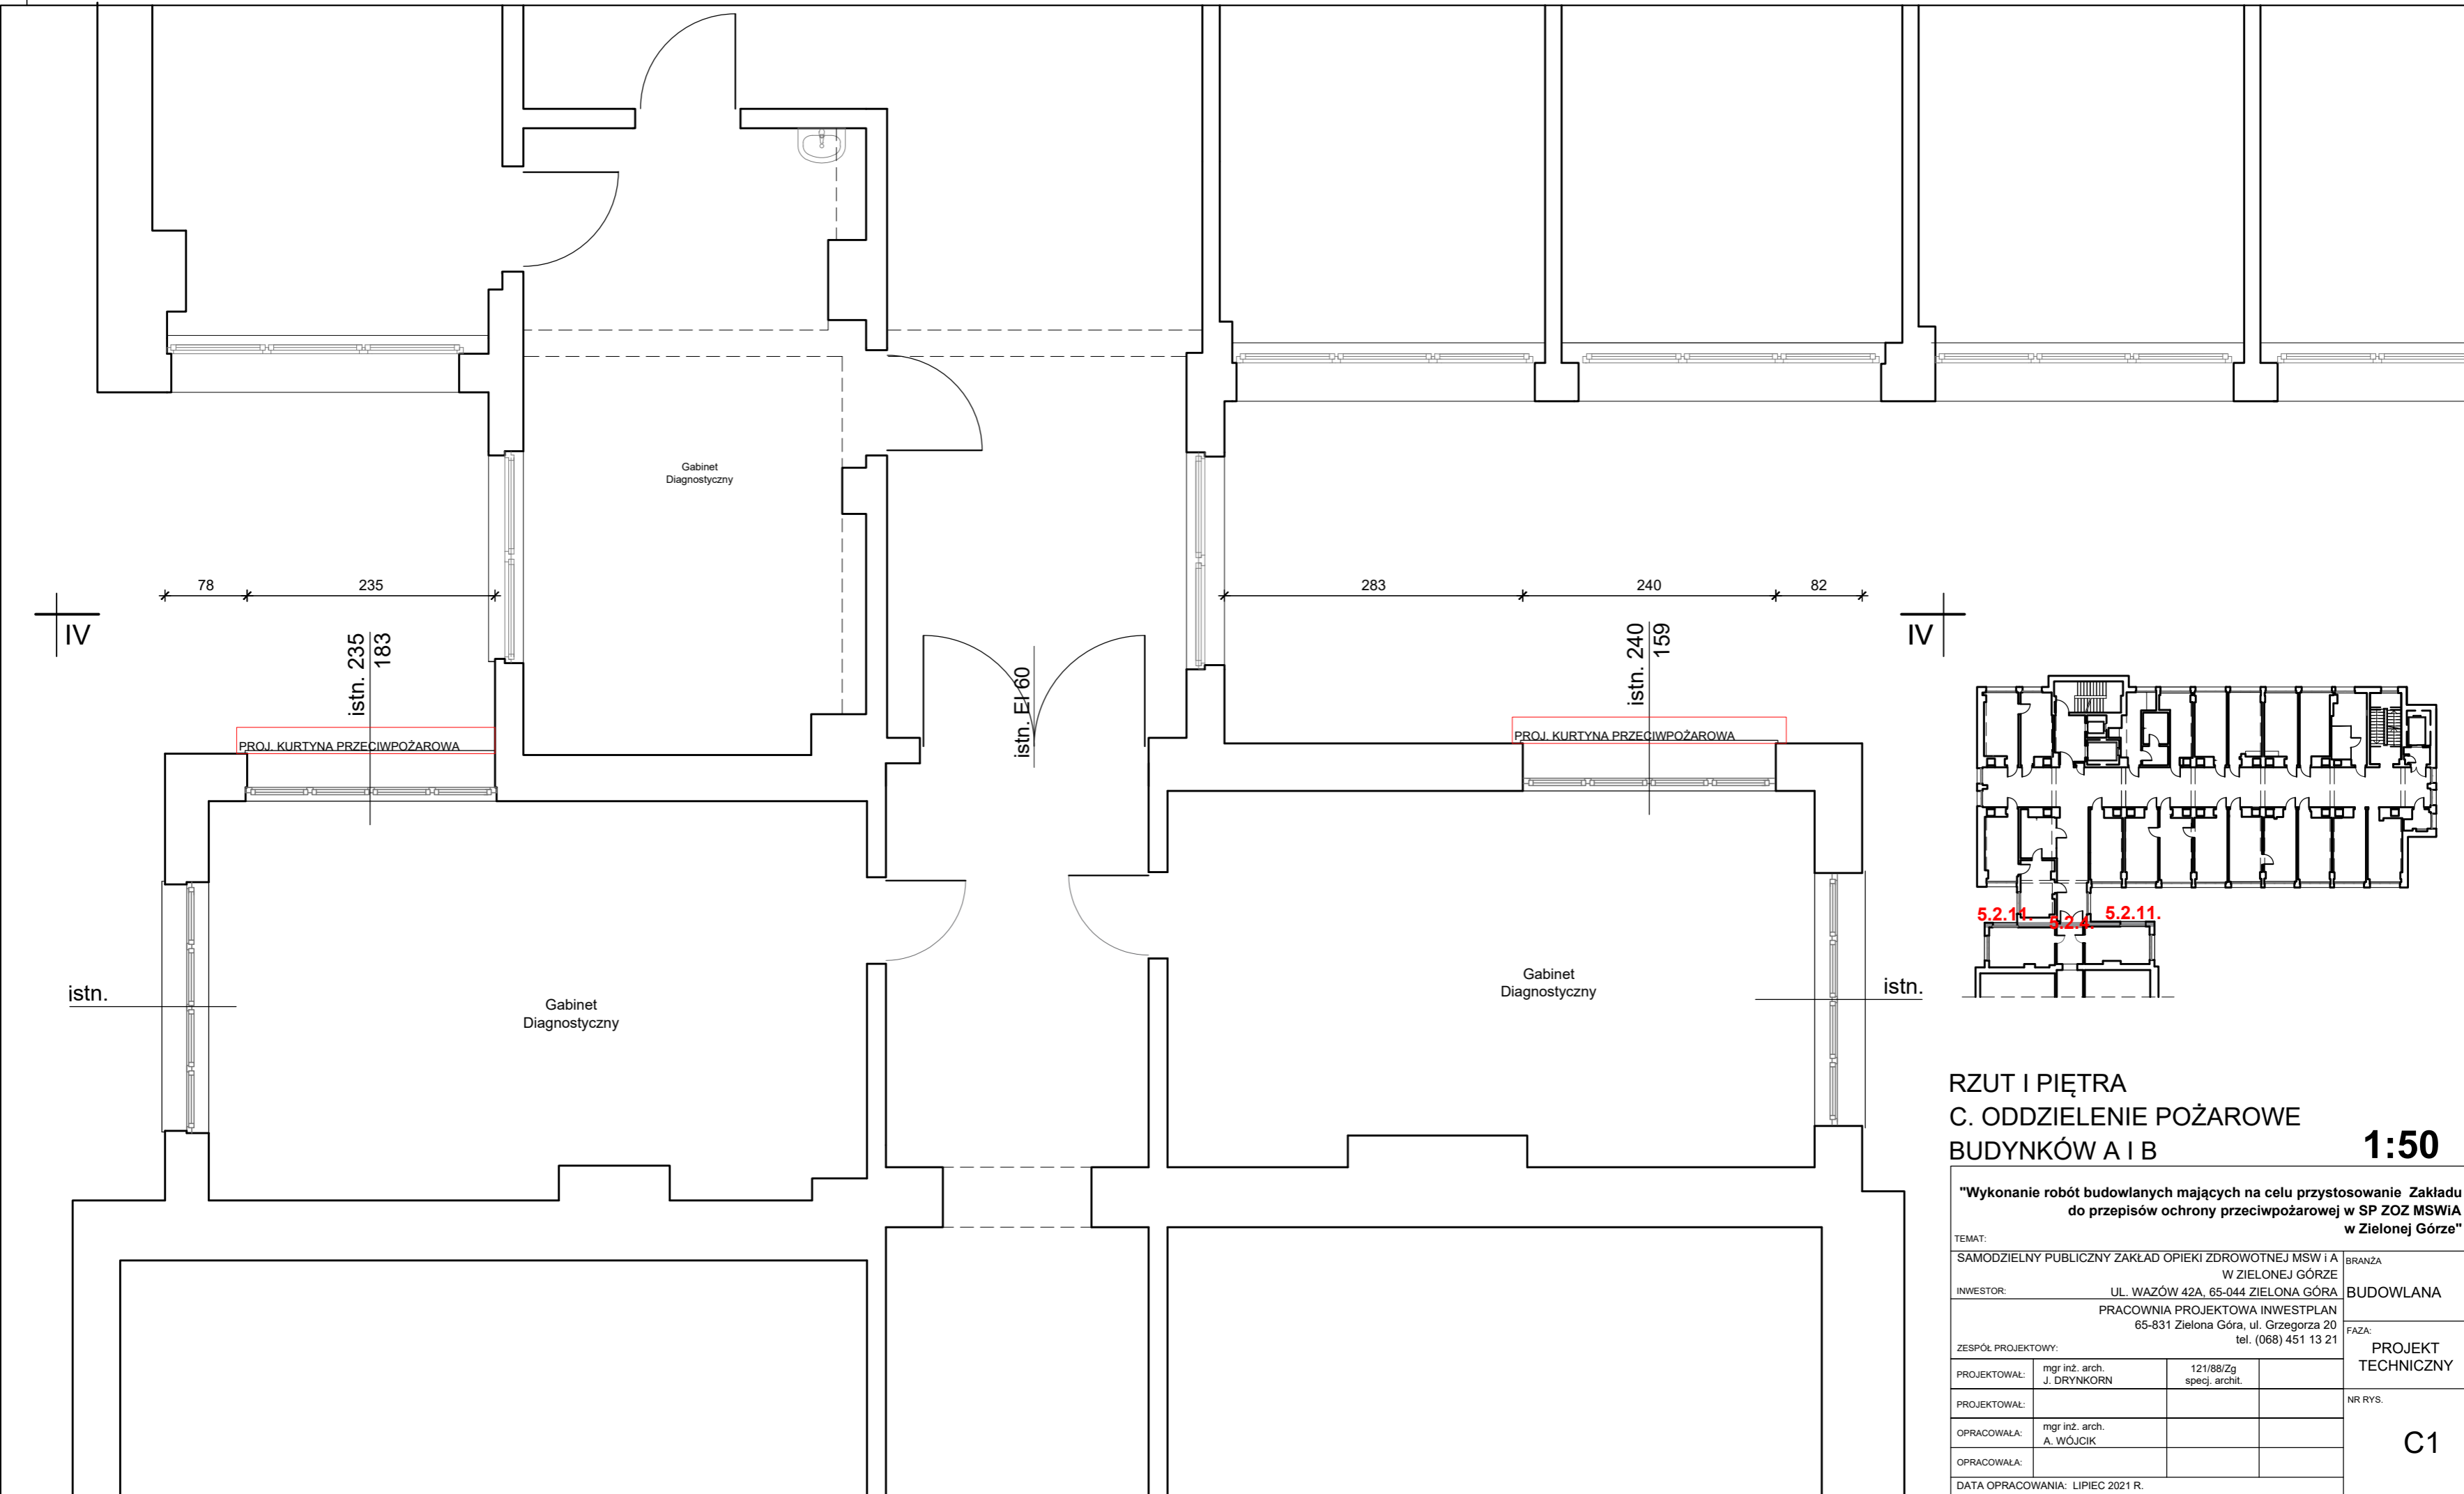 Gabinet
Diagnostyczny
78
235
283
240
82
IV
IV
istn. 235
183
istn. EI 60
istn. 240
159
PROJ. KURTYNA PRZECIWPOŻAROWA
PROJ. KURTYNA PRZECIWPOŻAROWA
5.2.11.
5.2.4.
5.2.11.
istn.
Gabinet
Diagnostyczny
Gabinet
Diagnostyczny
istn.
RZUT I PIĘTRA
C. ODDZIELENIE POŻAROWE
BUDYNKÓW A I B
1:50
"Wykonanie robót budowlanych mających na celu przystosowanie Zakładu
do przepisów ochrony przeciwpożarowej w SP ZOZ MSWiA
w Zielonej Górze"
TEMAT:
SAMODZIELNY PUBLICZNY ZAKŁAD OPIEKI ZDROWOTNEJ MSW i A
W ZIELONEJ GÓRZE
INWESTOR:
UL. WAZÓW 42A, 65-044 ZIELONA GÓRA
BRANŻA
BUDOWLANA
PRACOWNIA PROJEKTOWA INWESTPLAN
65-831 Zielona Góra, ul. Grzegorza 20
tel. (068) 451 13 21
ZESPÓŁ PROJEKTOWY:
FAZA:
PROJEKT
TECHNICZNY
PROJEKTOWAŁ:
mgr inż. arch.
J. DRYNKORN
121/88/Zg
specj. archit.
PROJEKTOWAŁ:
NR RYS.
OPRACOWAŁA:
mgr inż. arch.
A. WÓJCIK
C1
OPRACOWAŁA:
DATA OPRACOWANIA: LIPIEC 2021 R.